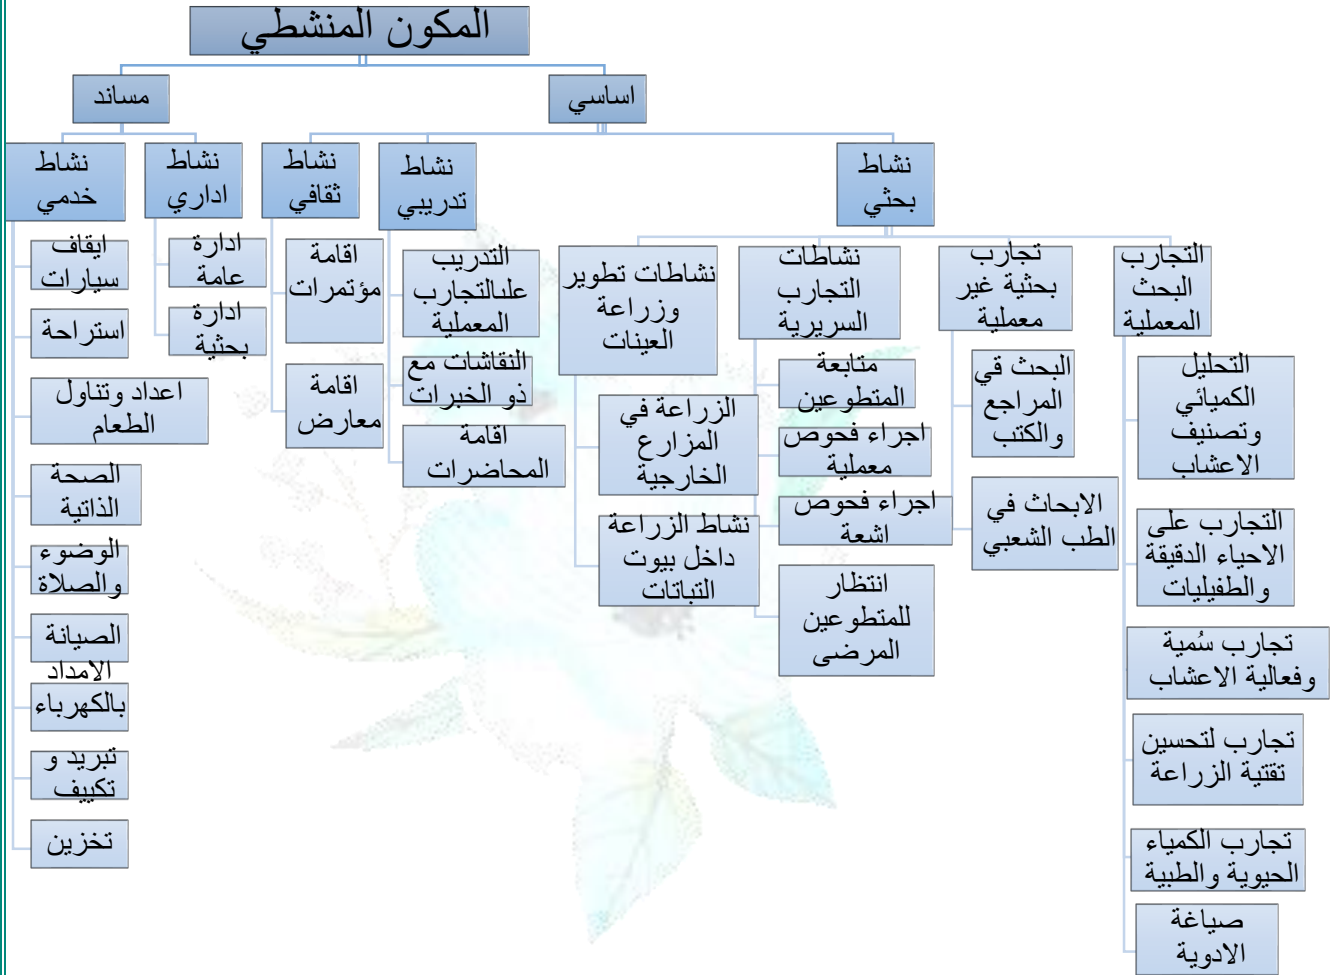 المكون المنشطي
اساسي
مساند
نشاط
بحثي
نشاط
تدريبي
نشاط
ثقافي
نشاط
اداري
نشاط
خدمي
التجارب
البحث
المعملية
التحليل
الكميائي
وتصنيف
الاعشاب
التجارب على
الاحياء الدقيقة
والطفيليات
تجارب سُمية
وفعالية الاعشاب
تجارب لتحسين
تقتية الزراعة
تجارب الكمياء
الحيوية والطبية
صياغة
الادوية
تجارب
بحثية غير
معملية
البحث قي
المراجع
والكتب
الابحاث في
الطب الشعبي
نشاطات
التجارب
السريرية
متابعة
المتطوعين
اجراء فحوص
معملية
اجراء فحوص
اشعة
انتظار
للمتطوعين
المرضى
نشاطات تطوير
وزراعة
العينات
الزراعة في
المزارع
الخارجية
نشاط الزراعة
داخل بيوت
التباتات
التدريب
علىالتجارب
المعملية
النقاشات مع
ذو الخبرات
اقامة
المحاضرات
اقامة
مؤتمرات
اقامة
معارض
ادارة
عامة
ادارة
بحثية
ايقاف
سيارات
استراحة
اعداد وتناول
الطعام
الصحة
الذاتية
الوضوء
والصلاة
الصيانة
الامداد
بالكهرباء
تبريد و
تكييف
تخزين